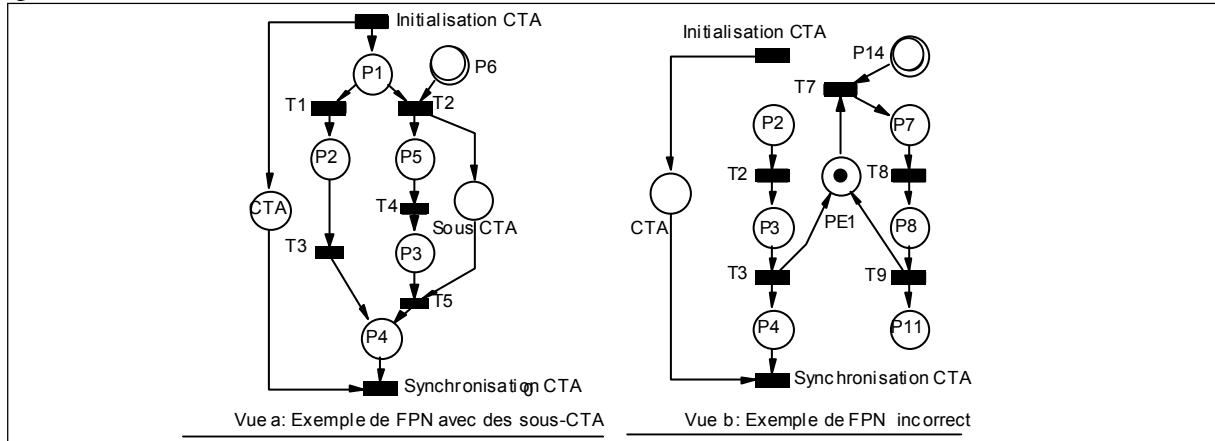 Initialisation CTA
P1
P6
T1
T2
P2
P5
CTA
T4
Sous CTA
T3
P3
T5
P4
Synchronisation CTA
0
Vue a: Exemple de FPN avec des sous-CTA
Initialisation CTA
P14
T7
P2
P7
T2
T8
CTA
PE1
P3
P8
T3
T9
P4
P11
Synchronisation CTA
Vue b: Exemple de FPN incorrect